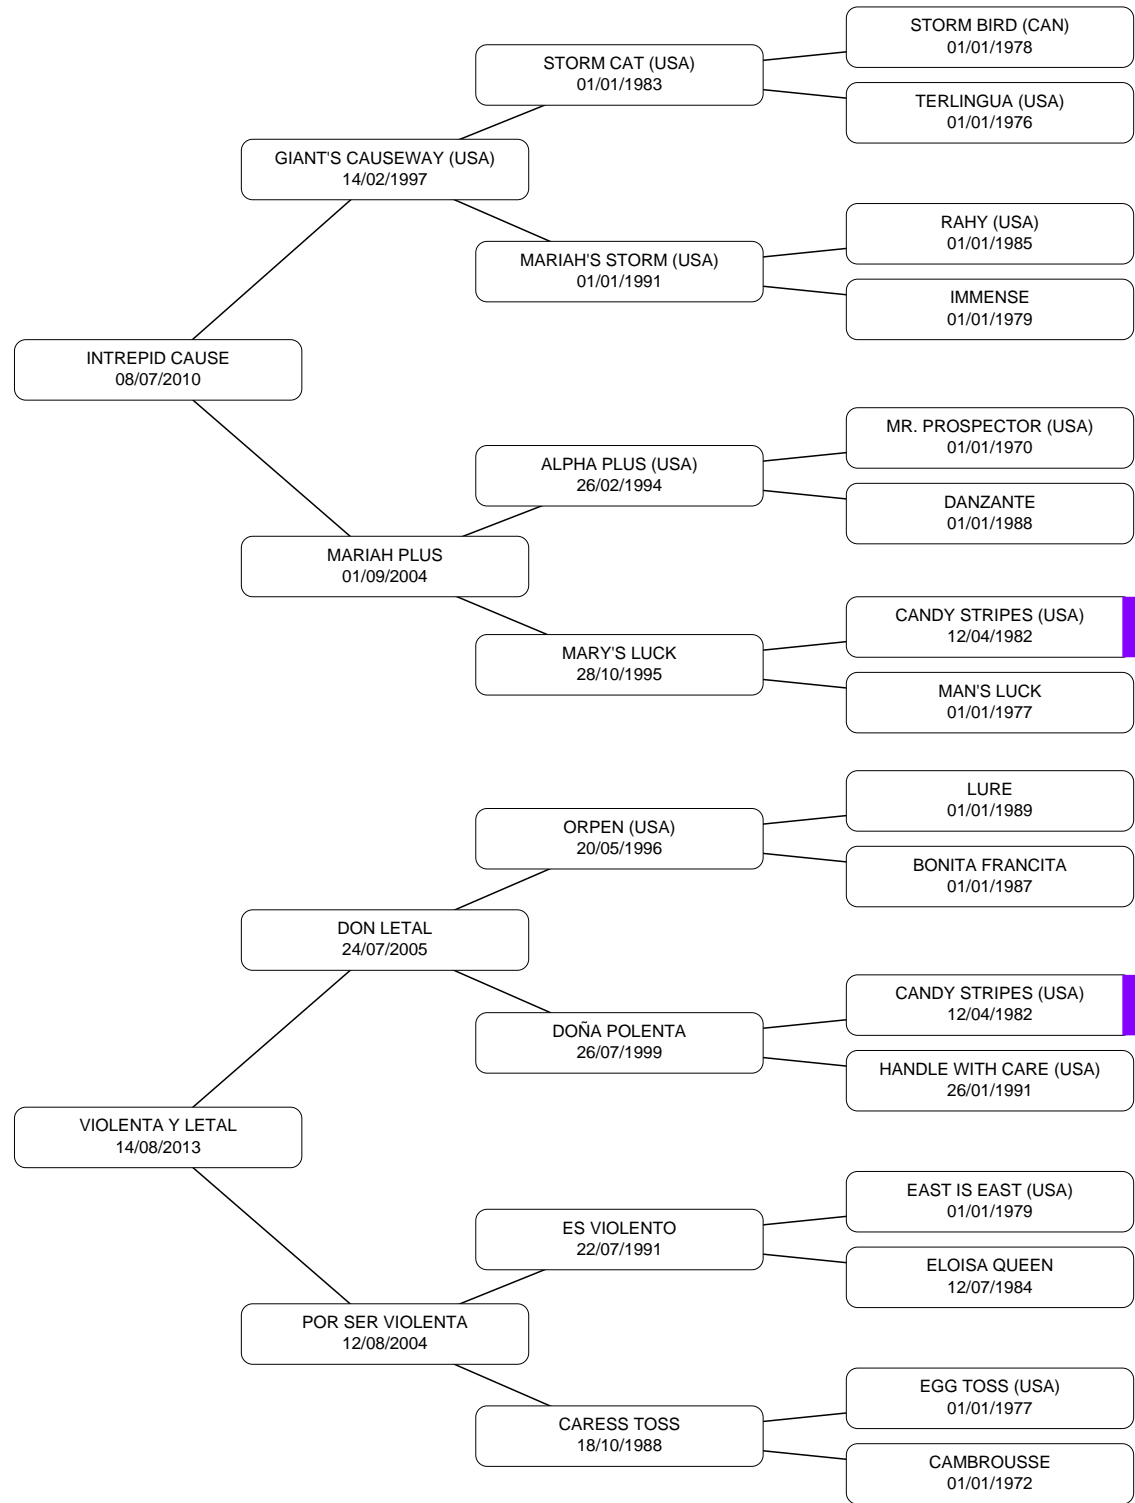 STORM BIRD (CAN)
01/01/1978
STORM CAT (USA)
01/01/1983
TERLINGUA (USA)
01/01/1976
GIANT'S CAUSEWAY (USA)
14/02/1997
RAHY (USA)
01/01/1985
MARIAH'S STORM (USA)
01/01/1991
IMMENSE
01/01/1979
INTREPID CAUSE
08/07/2010
MR. PROSPECTOR (USA)
01/01/1970
ALPHA PLUS (USA)
26/02/1994
DANZANTE
01/01/1988
MARIAH PLUS
01/09/2004
CANDY STRIPES (USA)
12/04/1982
MARY'S LUCK
28/10/1995
MAN'S LUCK
01/01/1977
LURE
01/01/1989
ORPEN (USA)
20/05/1996
BONITA FRANCITA
01/01/1987
DON LETAL
24/07/2005
CANDY STRIPES (USA)
12/04/1982
DOÑA POLENTA
26/07/1999
HANDLE WITH CARE (USA)
26/01/1991
VIOLENTA Y LETAL
14/08/2013
EAST IS EAST (USA)
01/01/1979
ES VIOLENTO
22/07/1991
ELOISA QUEEN
12/07/1984
POR SER VIOLENTA
12/08/2004
EGG TOSS (USA)
01/01/1977
CARESS TOSS
18/10/1988
CAMBROUSSE
01/01/1972